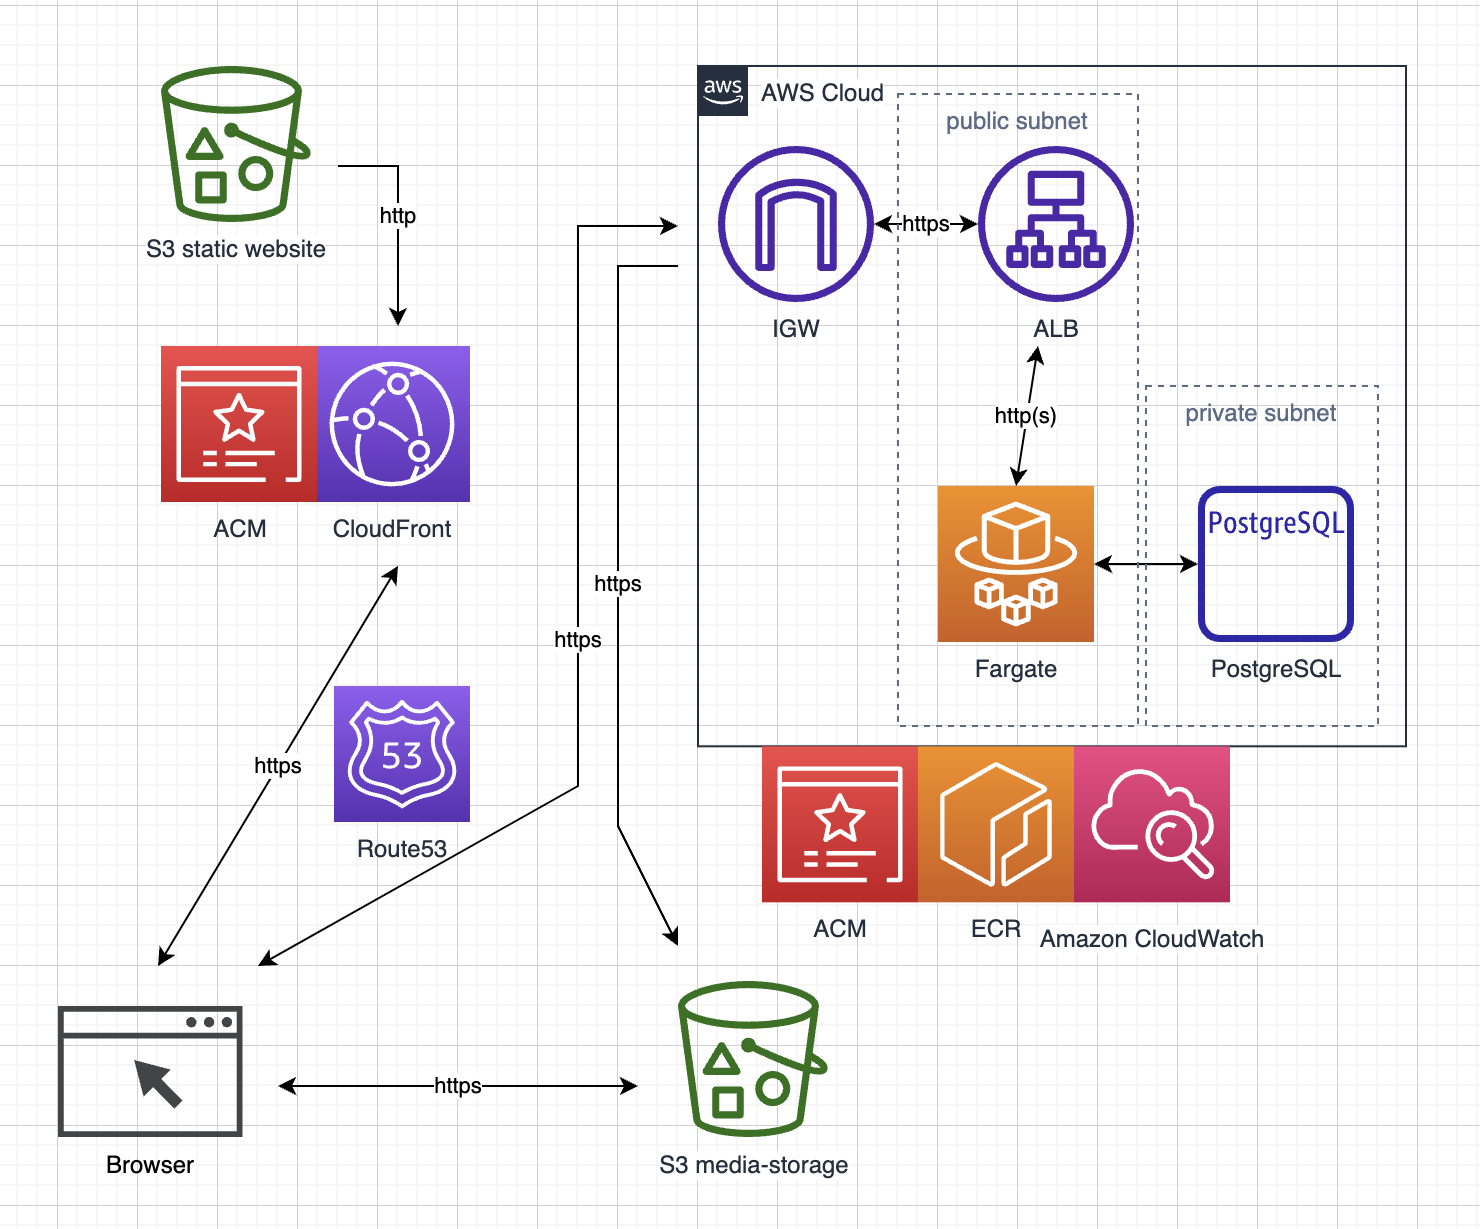 S3 static website
http
ACM
CloudFront
https
53
Route53
https
https
aws
AWS Cloud
public subnet
IGW
https
ALB
http(s)
private subnet
Fargate
PostgreSQL
PostgreSQL
ACM
ECR
Amazon CloudWatch
Browser
https
S3 media-storage